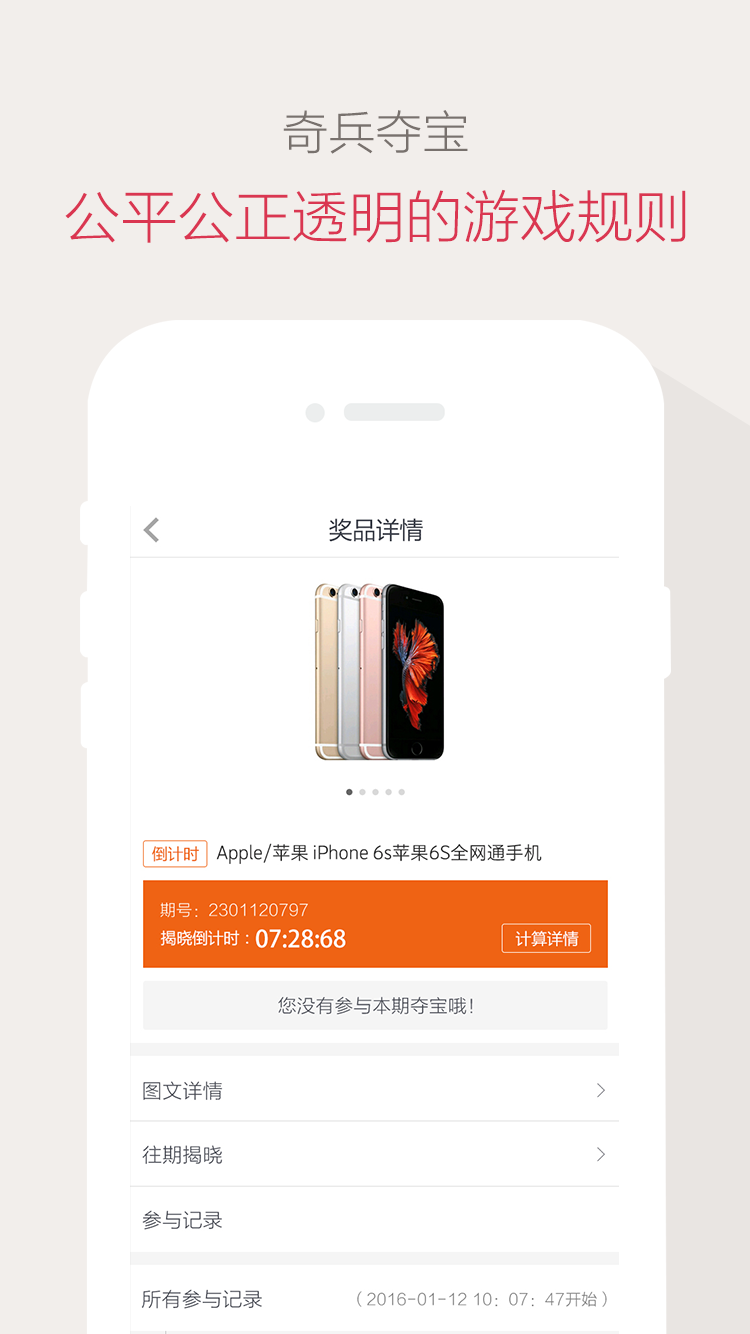 奇兵夺宝
公平公正透明的游戏规则
奖品详情
倒计时 Apple/苹果 iPhone 6s苹果6S全网通手机
期号：2301120797
揭晓倒计时：07:28:68 计算详情
您没有参与本期夺宝哦！
图文详情
往期揭晓
参与记录
所有参与记录 （2016-01-12 10：07：47开始）